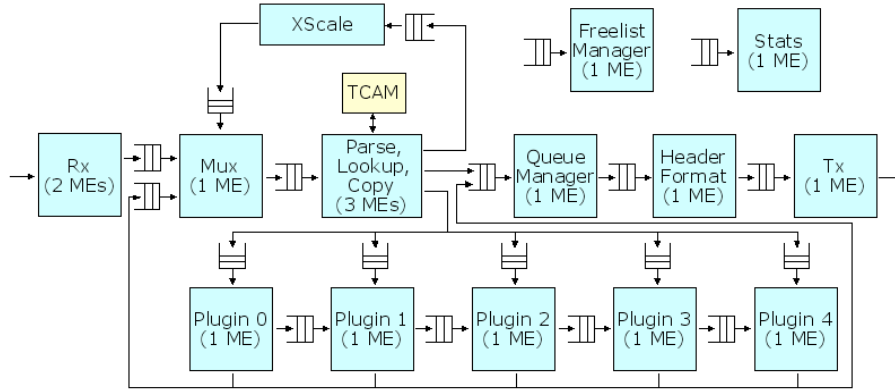 XScale
Freelist
Manager
(1 ME)
Stats
(1 ME)
TCAM
Rx
(2 MEs)
Mux
(1 ME)
Parse,
Lookup,
Copy
(3 MEs)
Queue
Manager
(1 ME)
Header
Format
(1 ME)
Tx
(1 ME)
Plugin 0
(1 ME)
Plugin 1
(1 ME)
Plugin 2
(1 ME)
Plugin 3
(1 ME)
Plugin 4
(1 ME)